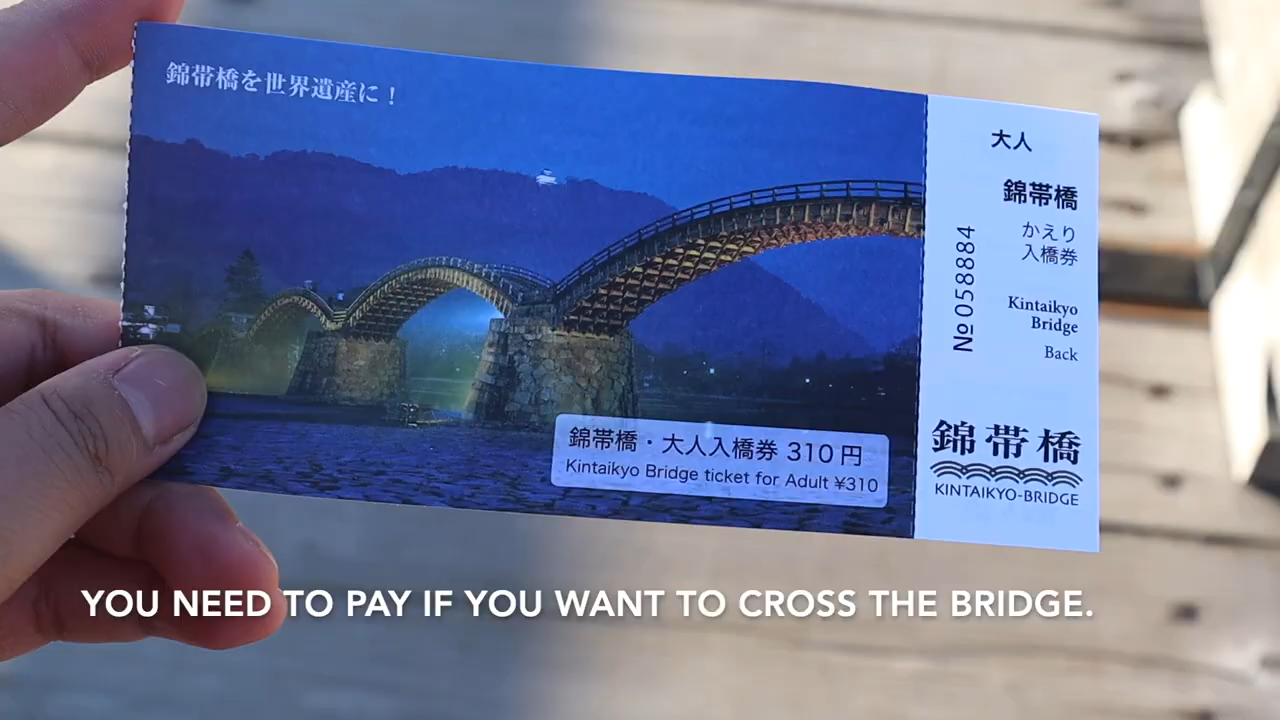 錦帯橋を世界遺産に！
錦帯橋・大人入橋券 310円
Kintaikyo Bridge ticket for Adult ¥310
大人
錦帯橋
かえり
入橋券
№058884
Kintaikyo
Bridge
Back
錦帯橋
KINTAIKYO-BRIDGE
YOU NEED TO PAY IF YOU WANT TO CROSS THE BRIDGE.